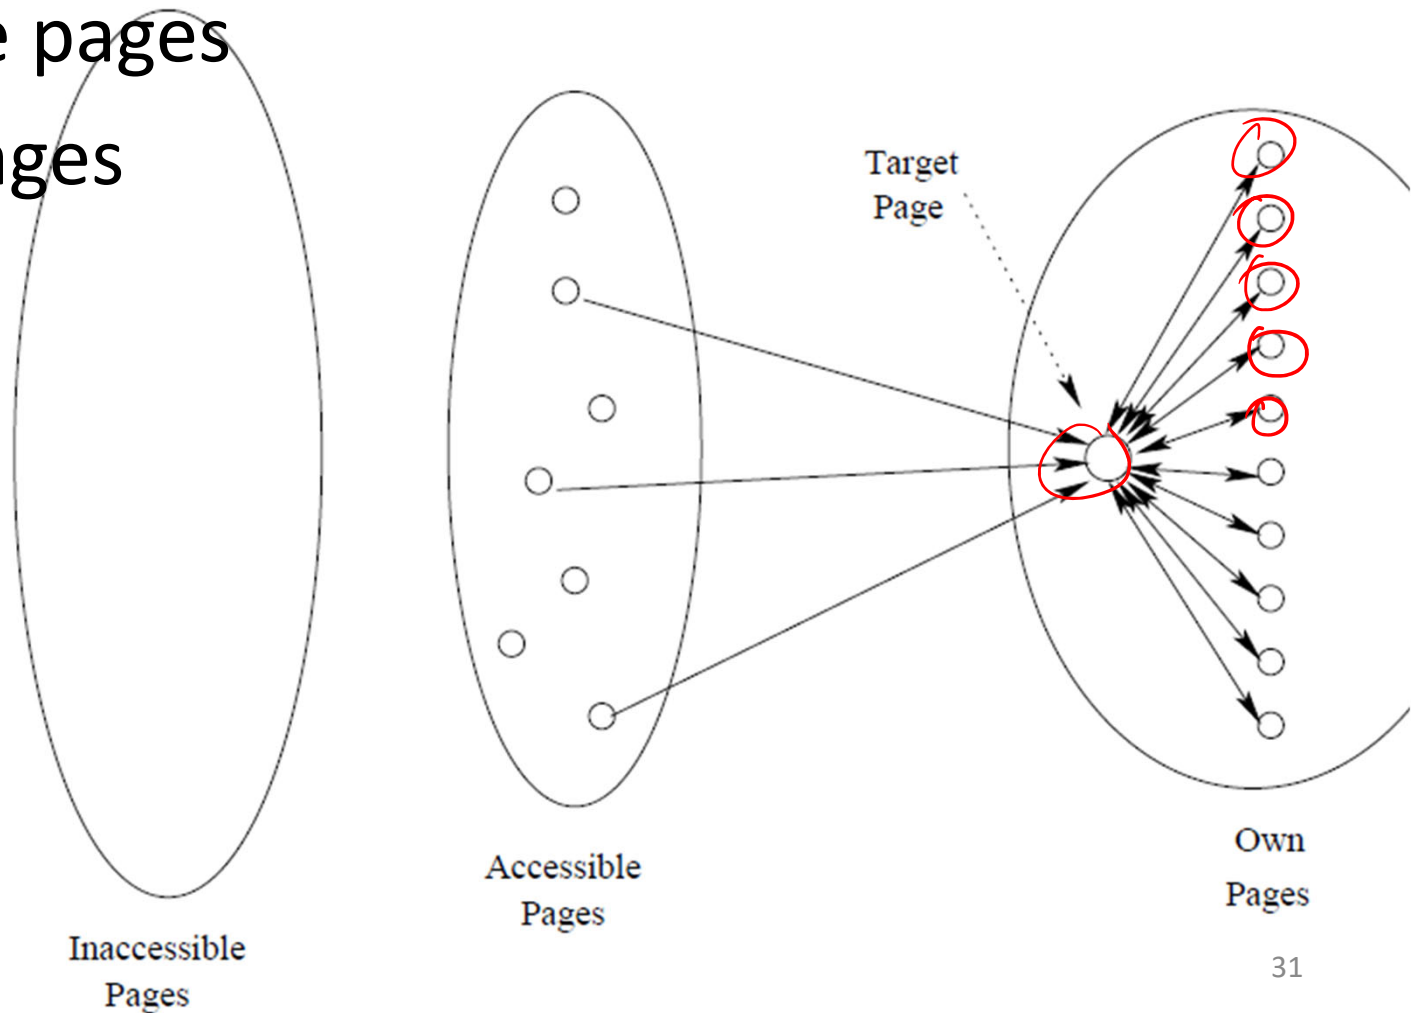 pages
ges
Target
Page
Accessible
Pages
Own
Pages
Inaccessible
Pages
31